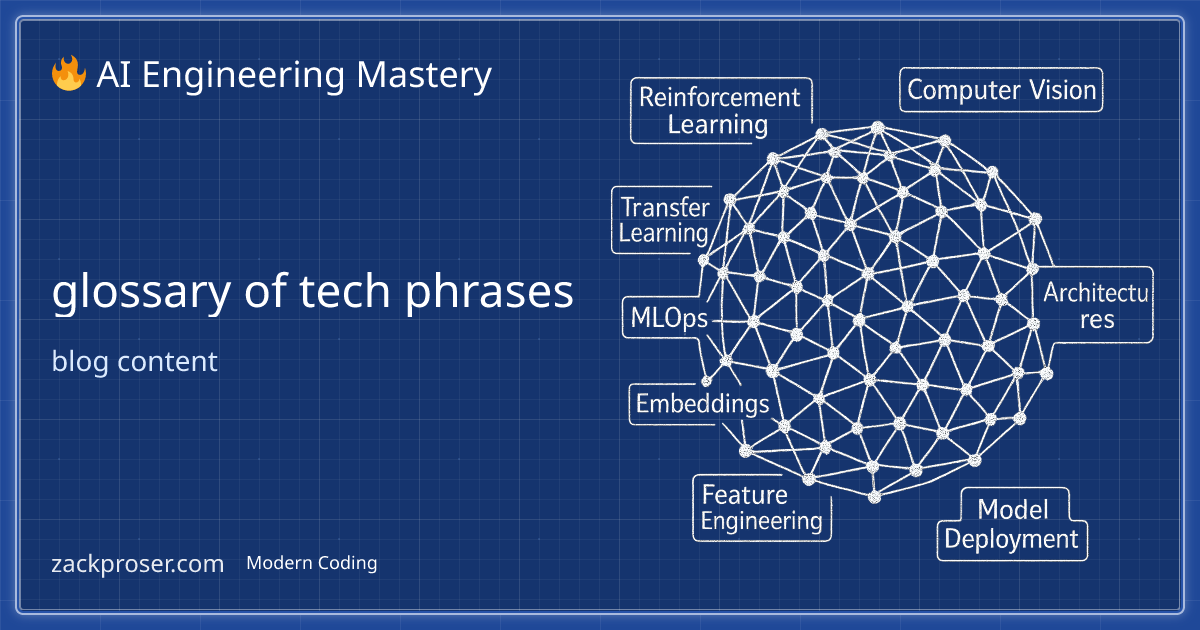 🔥 AI Engineering Mastery
glossary of tech phrases
blog content
zackproser.com
Modern Coding
Reinforcement
Learning
Computer Vision
Transfer
Learning
MLOps
Architectu
res
Embeddings
Feature
Engineering
Model
Deployment